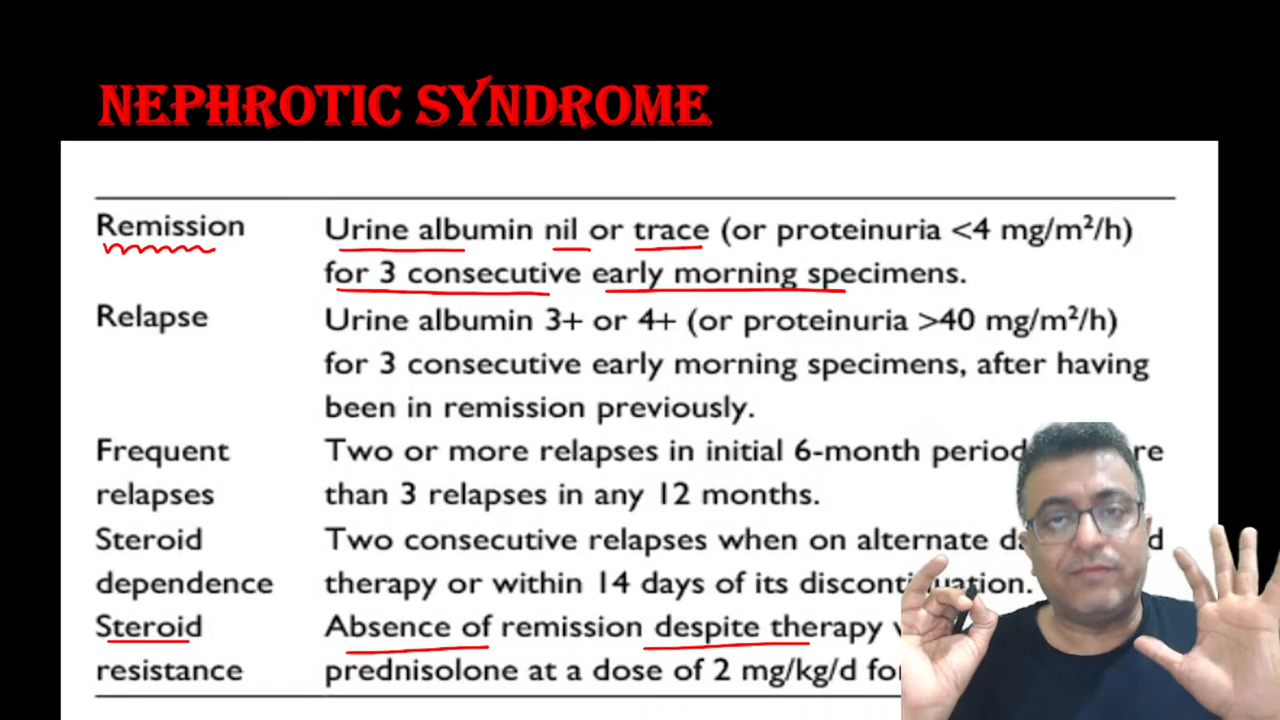 NEPHROTIC SYNDROME
Remission Urine albumin nil or trace (or proteinuria <4 mg/m²/h)
for 3 consecutive early morning specimens.
Relapse Urine albumin 3+ or 4+ (or proteinuria >40 mg/m²/h)
for 3 consecutive early morning specimens, after having
been in remission previously.
Frequent Two or more relapses in initial 6-month period
relapses than 3 relapses in any 12 months.
Steroid Two consecutive relapses when on alternate
dependence therapy or within 14 days of its discontinuation.
Steroid Absence of remission despite therapy
resistance prednisolone at a dose of 2 mg/kg/d for